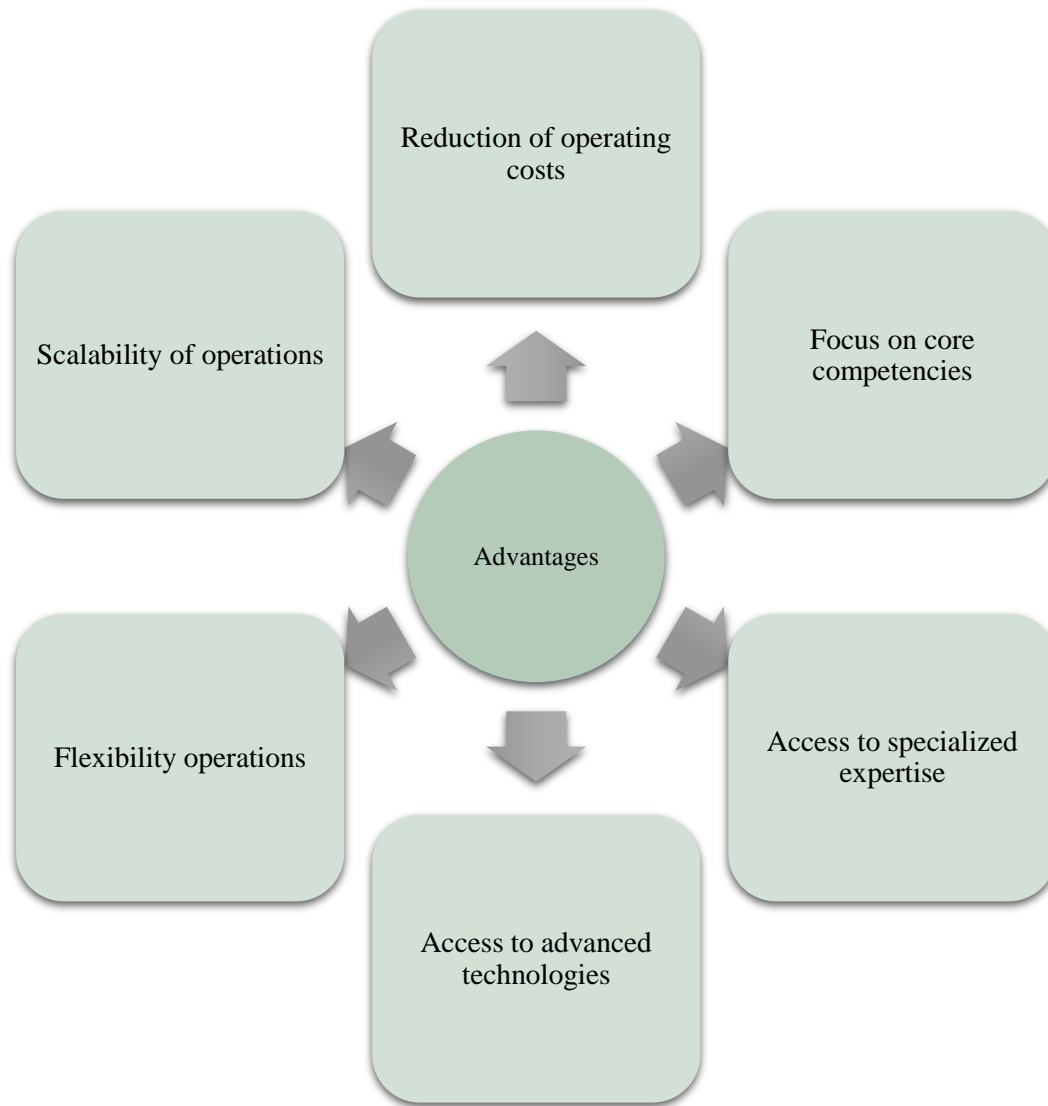 Reduction of operating
costs
Scalability of operations
Focus on core
competencies
Advantages
Flexibility operations
Access to specialized
expertise
Access to advanced
technologies